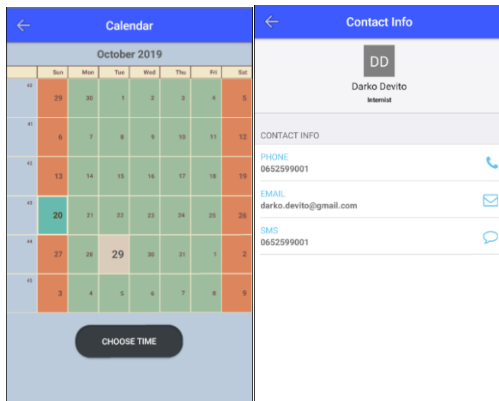 Calendar
October 2019
Sun Mon Tue Wed Thu Fri Sat
29 30 1 2 3 4 5
41 6 7 8 9 10 11 12
42 13 14 15 16 17 18 19
43 20 21 22 23 24 25 26
44 27 28 29 30 31 1 2
3 4 5 6 7 8 9
CHOOSE TIME
Contact Info
DD
Darko Devito
Internist
CONTACT INFO
PHONE
0652599001
EMAIL
darko.devito@gmail.com
SMS
0652599001